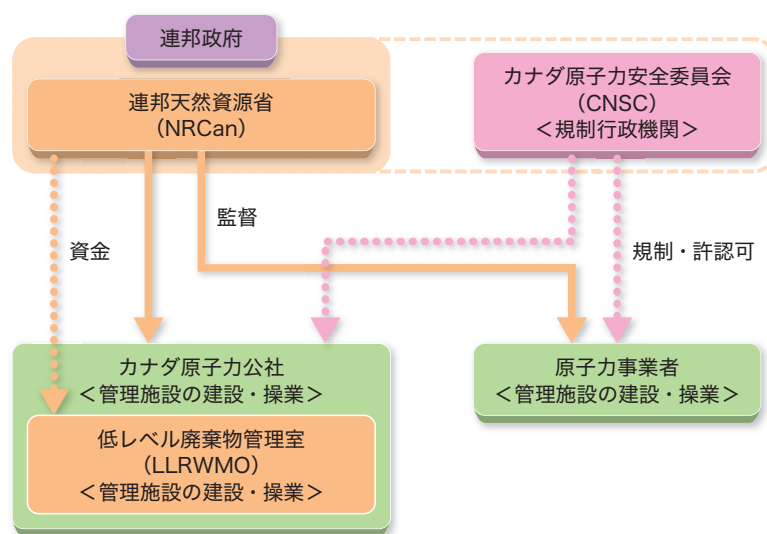 連邦政府
連邦天然資源省
（NRCan）
カナダ原子力安全委員会
（CNSC）
＜規制行政機関＞
資金
監督
規制・許認可
カナダ原子力公社
＜管理施設の建設・操業＞
低レベル廃棄物管理室
（LLRWMO）
＜管理施設の建設・操業＞
原子力事業者
＜管理施設の建設・操業＞